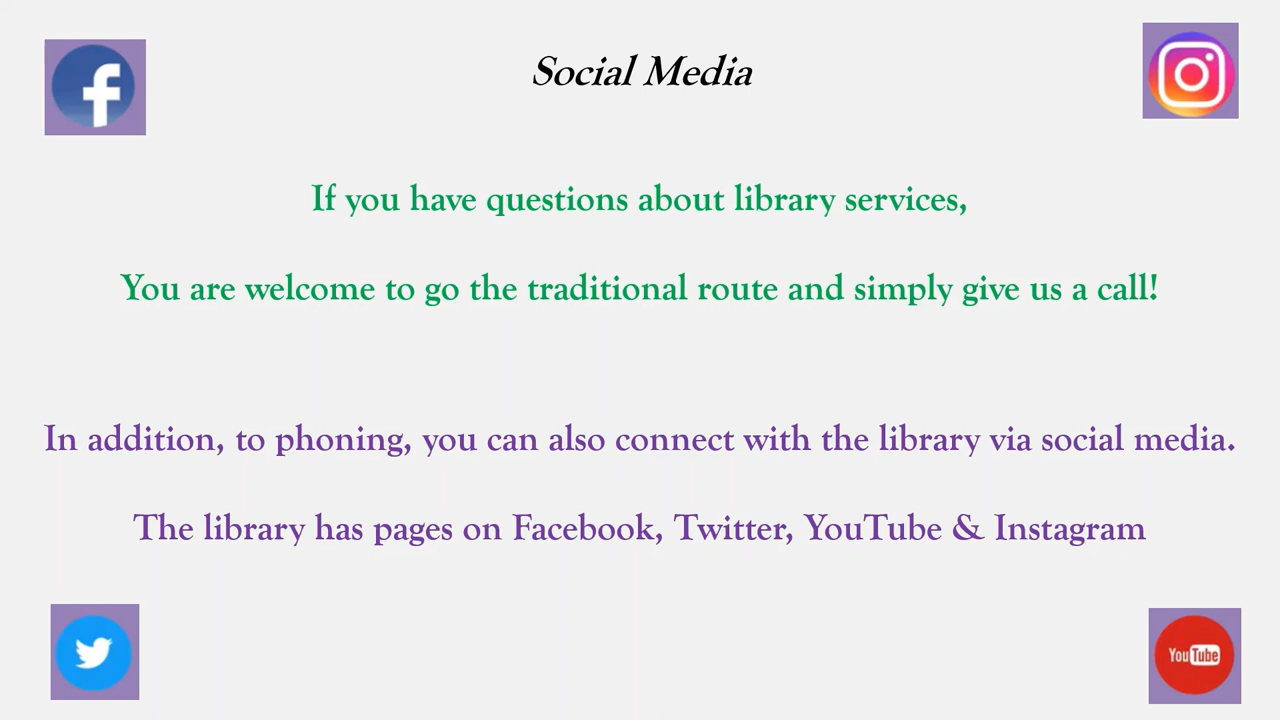 Social Media
If you have questions about library services,
You are welcome to go the traditional route and simply give us a call!
In addition, to phoning, you can also connect with the library via social media.
The library has pages on Facebook, Twitter, YouTube & Instagram
YouTube